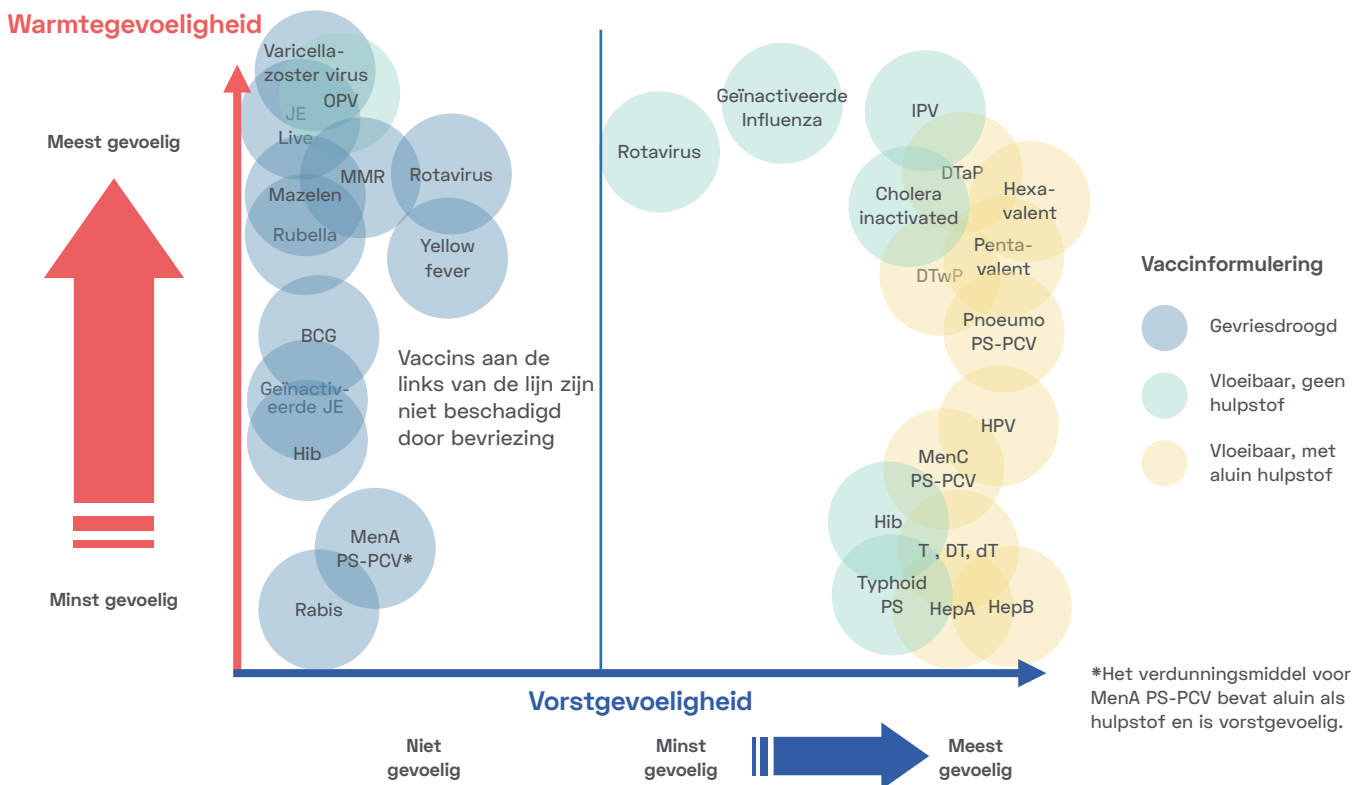 Warmtegevoeligheid
Meest gevoelig
Minst gevoelig
Varicella-
zoster virus
OPV
JE
Live
MMR
Rotavirus
Mazelen
Rubella
Yellow
fever
BCG
Geïnactiv-
eerde JE
Hib
MenA
PS-PCV*
Rabis
Vaccins aan de
links van de lijn zijn
niet beschadigd
door bevriezing
Rotavirus
Geïnactiveerde
Influenza
IPV
DTaP
Hexa-
valent
Cholera
inactivated
Penta-
valent
DTwP
Pnoeumo
PS-PCV
HPV
MenC
PS-PCV
Hib
T , DT, dT
Typhoid
PS
HepA
HepB
Vaccinformulering
Gevriesdroogd
Vloeibaar, geen
hulpstof
Vloeibaar, met
aluin hulpstof
*Het verdunningsmiddel voor
MenA PS-PCV bevat aluin als
hulpstof en is vorstgevoelig.
Vorstgevoeligheid
Niet
gevoelig
Minst
gevoelig
Meest
gevoelig